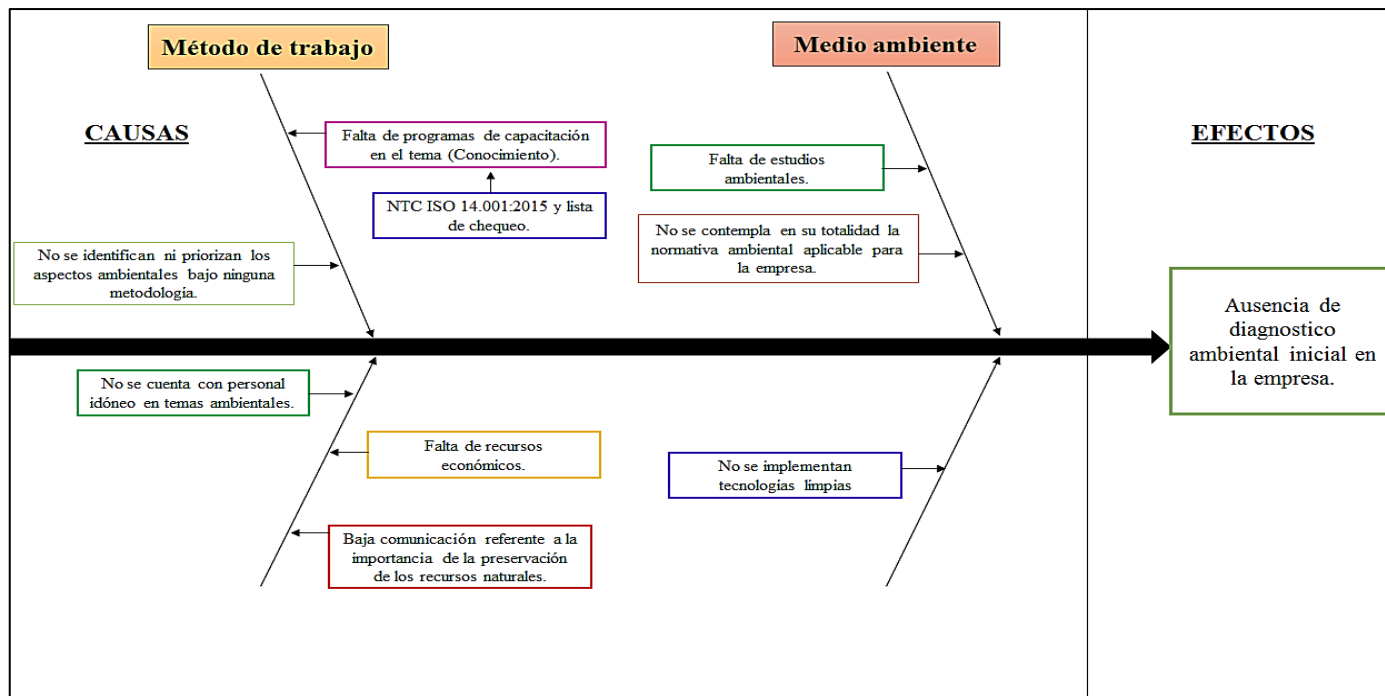 Método de trabajo
Medio ambiente
CAUSAS
EFECTOS
Falta de programas de capacitación
en el tema (Conocimiento).
NTC ISO 14.001:2015 y lista
de chequeo.
No se identifican ni priorizan los
aspectos ambientales bajo ninguna
metodología.
Falta de estudios
ambientales.
No se contempla en su totalidad la
normativa ambiental aplicable para
la empresa.
Ausencia de
diagnostico
ambiental inicial en
la empresa.
No se cuenta con personal
idóneo en temas ambientales.
Falta de recursos
económicos.
Baja comunicación referente a la
importancia de la preservación
de los recursos naturales.
No se implementan
tecnologías limpias